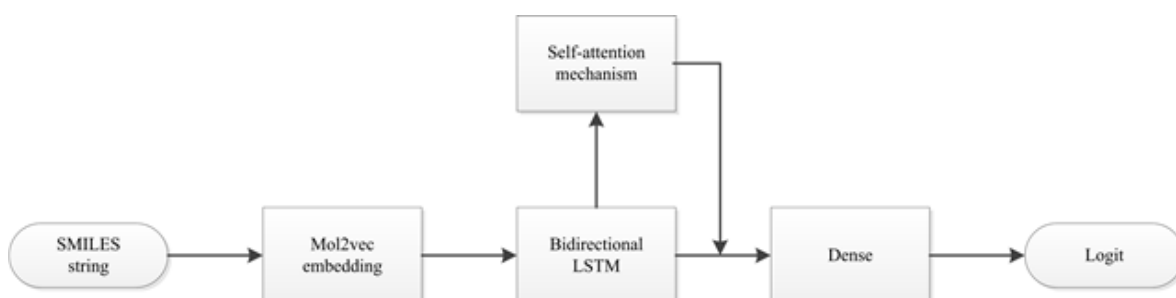 Self-attention
mechanism
SMILES
string
Mol2vec
embedding
Bidirectional
LSTM
Dense
Logit